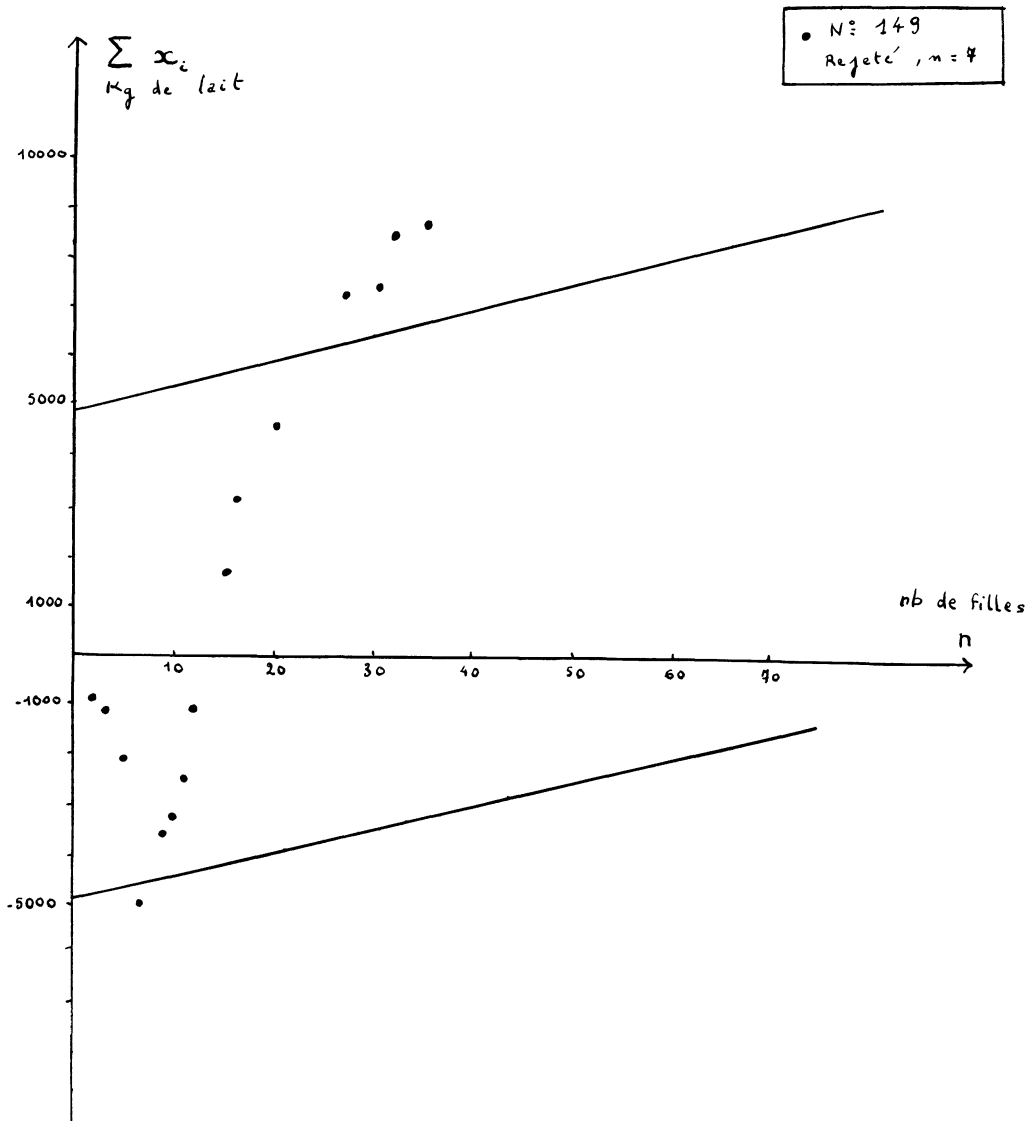 N° 149
Rejeté, n = 7
∑ xᵢ
Kg de lait
10000
5000
1000
nb de filles
n
10 20 30 40 50 60 70
-1000
-5000